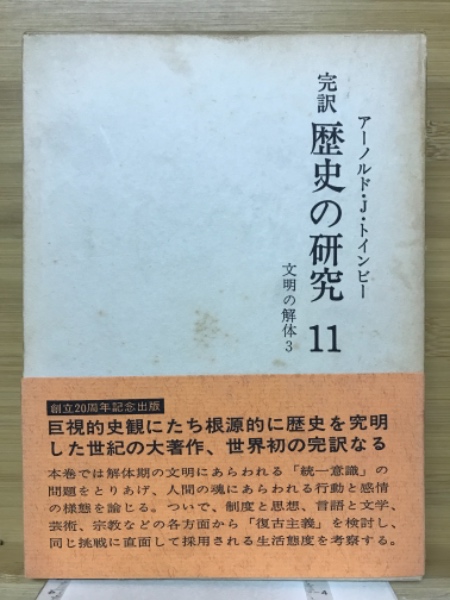 アーノルド・J・トインビー
完訳
歴史の研究 11
文明の解体3
創立20周年記念出版
巨視的史観にたち根源的に歴史を究明
した世紀の大著作、世界初の完訳なる
本巻では解体期の文明にあらわれる「統一意識」の
問題をとりあげ、人間の魂にあらわれる行動と感情
の様態を論じる。ついで、制度と思想、言語と文学、
芸術、宗教などの各方面から「復古主義」を検討し、
同じ挑戦に直面して採用される生活態度を考察する。